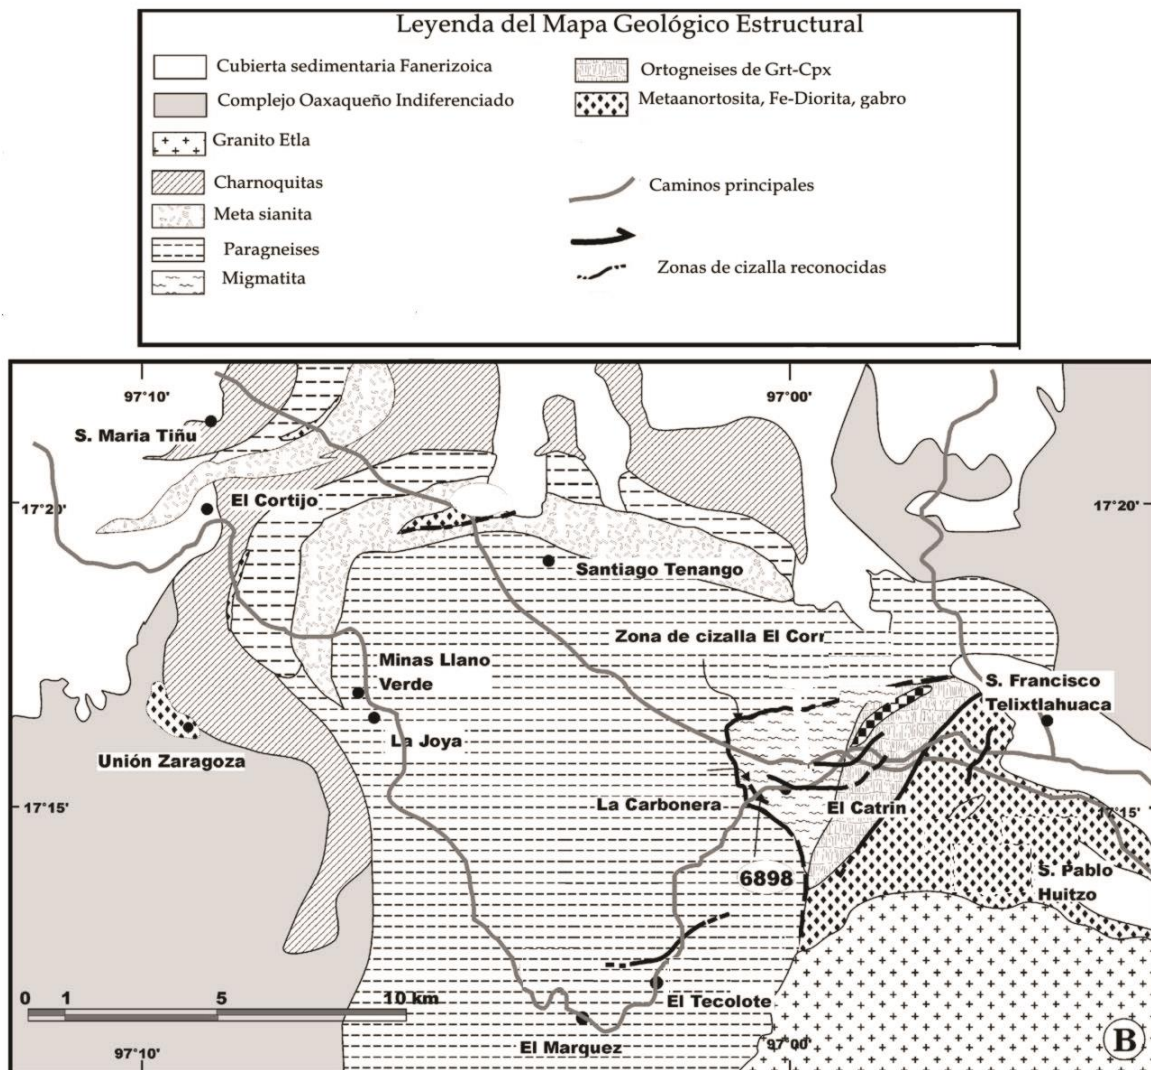 Leyenda del Mapa Geológico Estructural
Cubierta sedimentaria Fanerizoica
Complejo Oaxaqueño Indiferenciado
Granito Etla
Charnoquitas
Meta sianita
Paragneises
Migmatita
Ortogneises de Grt-Cpx
Metaanortosita, Fe-Diorita, gabro
Caminos principales
Zonas de cizalla reconocidas
97°10'
97°00'
S. Maria Tiñu
El Cortijo
17°20'
17°20'
Santiago Tenango
Zona de cizalla El Corr
Minas Llano
Verde
S. Francisco
Telixtlahuaca
La Joya
Unión Zaragoza
17°15'
La Carbonera
El Catrin
17°15'
6898
S. Pablo
Huitzo
0 1 5 10 km
El Tecolote
El Marquez
97°10'
97°00'
B